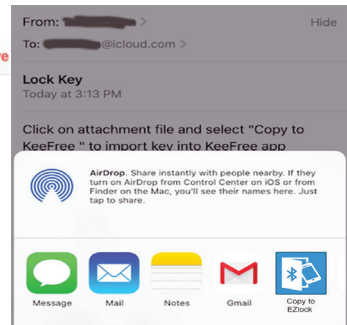 From: >
Hide
To: @icloud.com >
Lock Key
Today at 3:13 PM
Click on attachment file and select "Copy to
KeeFree " to import key into KeeFree app
AirDrop. Share instantly with people nearby. If they
turn on AirDrop from Control Center on iOS or from
Finder on the Mac, you'll see their names here. Just
tap to share.
Message
Mail
Notes
Gmail
Copy to
EZlock